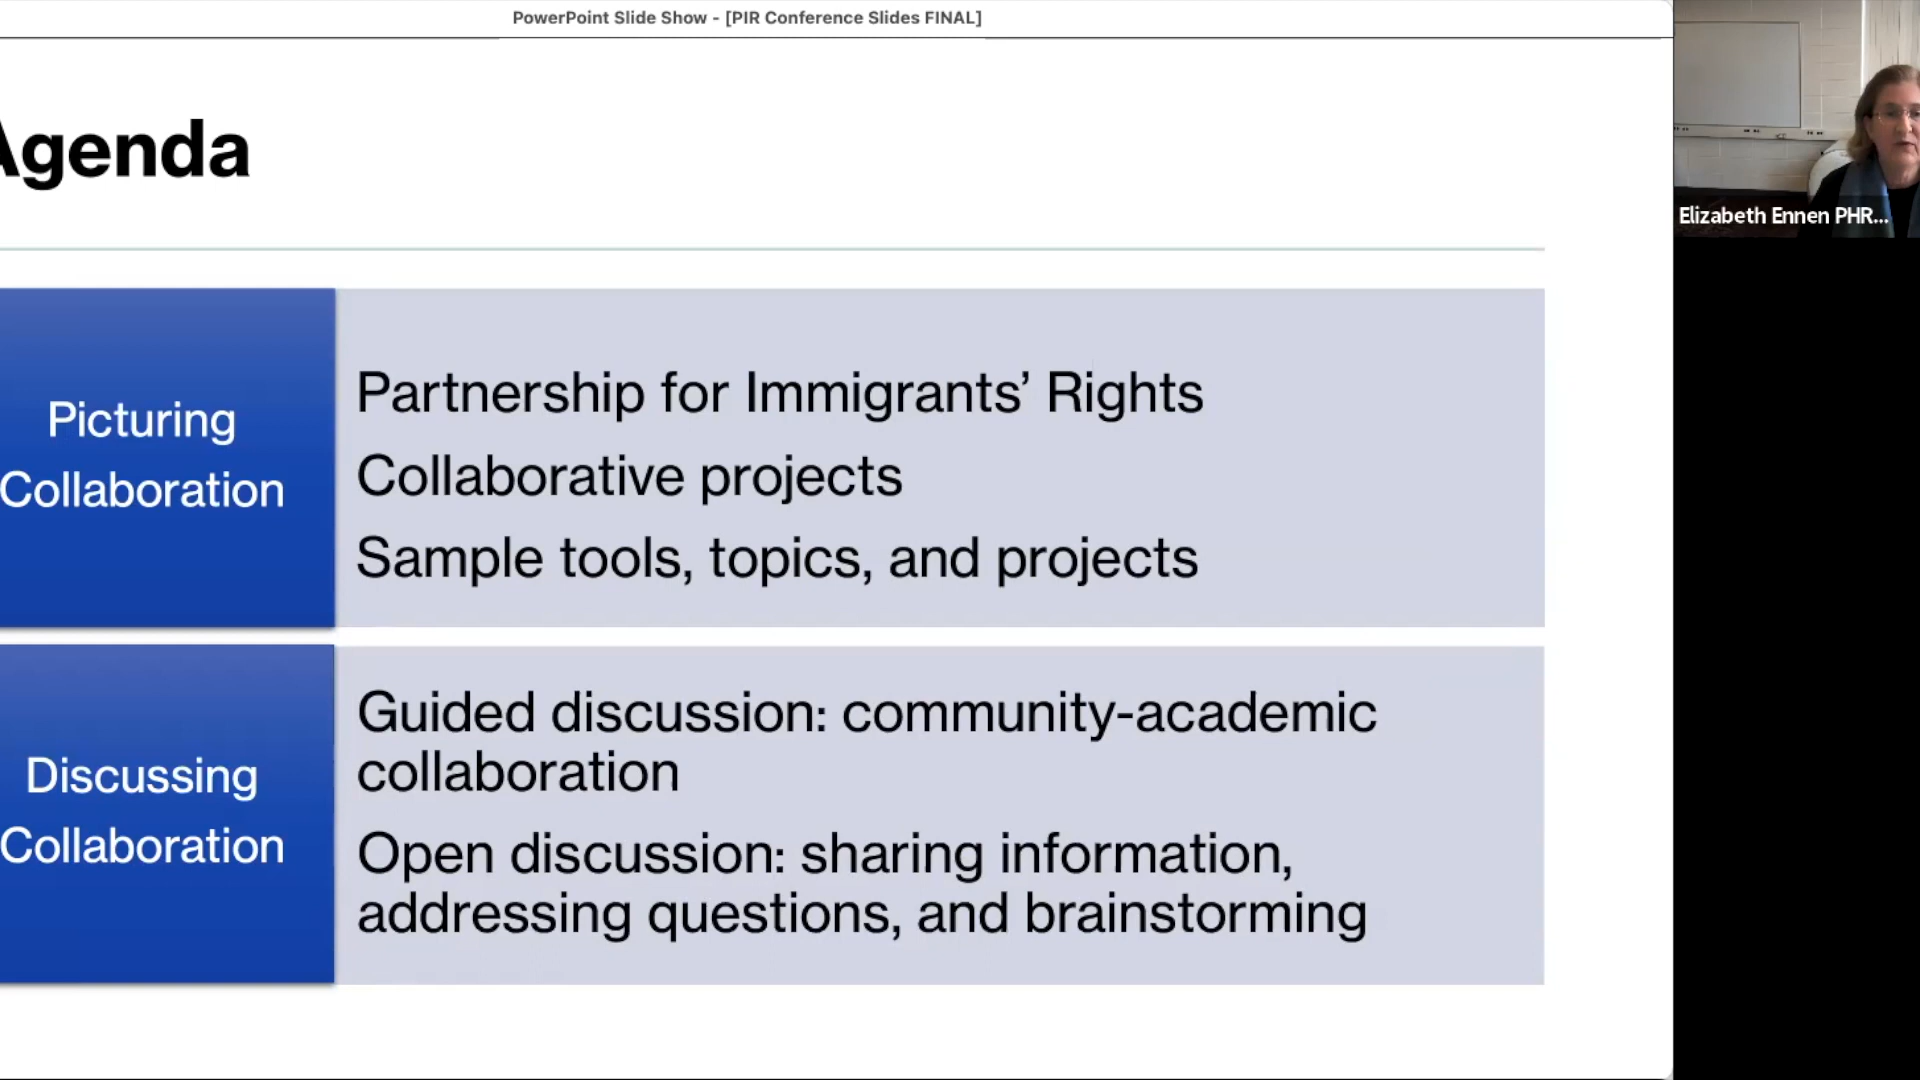 PowerPoint Slide Show - [PIR Conference Slides FINAL]
Agenda
Picturing
Collaboration
Partnership for Immigrants’ Rights
Collaborative projects
Sample tools, topics, and projects
Discussing
Collaboration
Guided discussion: community-academic
collaboration
Open discussion: sharing information,
addressing questions, and brainstorming
Elizabeth Ennen PHR...